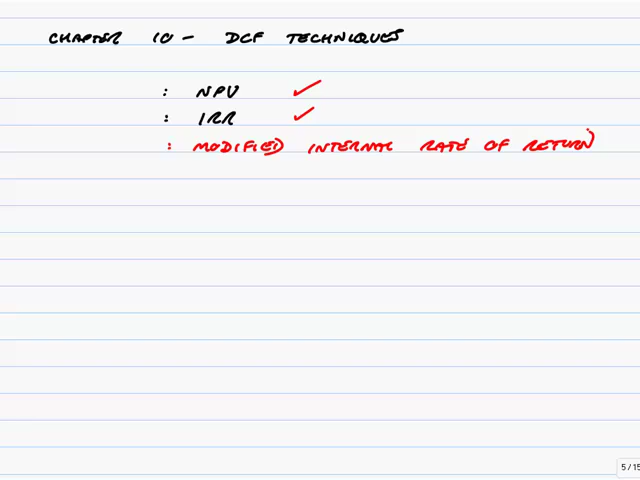 CHAPTER 10 - DCF TECHNIQUES
: NPV ✓
: IRR ✓
: MODIFIED INTERNAL RATE OF RETURN
5/15